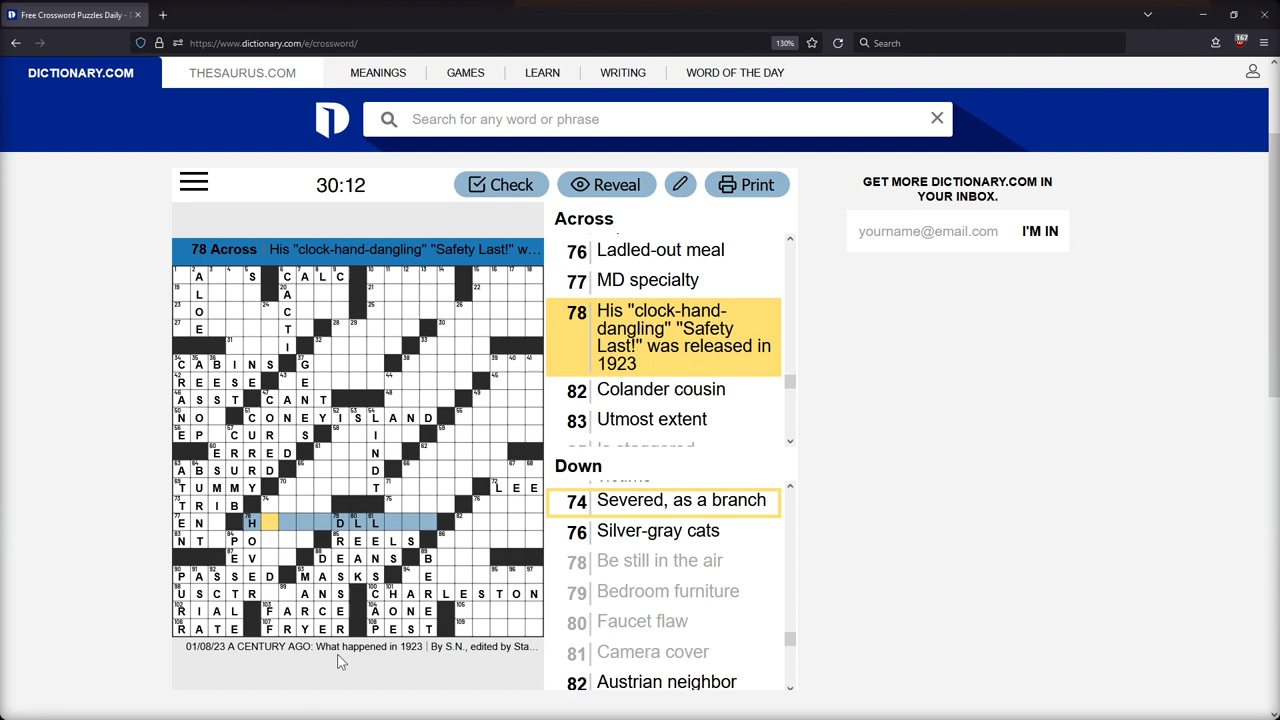 Free Crossword Puzzles Daily - D
https://www.dictionary.com/e/crossword/
130%
Search
167
DICTIONARY.COM
THESAURUS.COM
MEANINGS
GAMES
LEARN
WRITING
WORD OF THE DAY
Search for any word or phrase
30:12
Check
Reveal
Print
78 Across
His "clock-hand-dangling" "Safety Last!" w...
Across
76 Ladled-out meal
77 MD specialty
78 His "clock-hand-
dangling" "Safety
Last!" was released in
1923
82 Colander cousin
83 Utmost extent
Down
74 Severed, as a branch
76 Silver-gray cats
78 Be still in the air
79 Bedroom furniture
80 Faucet flaw
81 Camera cover
82 Austrian neighbor
A S C A L C
L A
O C
E T
I
C A B I N S G
R E E S E E
A S S T C A N T
N O C O N E Y I S L A N D
E P C U R S I
E R R E D N
A B S U R D D
T U M M Y T L E E
T R I B
E N H D L L
N T P O R E E L S
E V D E A N S B
P A S S E D M A S K S E
U S C T R A N S C H A R L E S T O N
R I A L F A R C E A O N E
R A T E F R Y E R P E S T
01/08/23 A CENTURY AGO: What happened in 1923 | By S.N., edited by Sta...
GET MORE DICTIONARY.COM IN
YOUR INBOX.
yourname@email.com
I'M IN